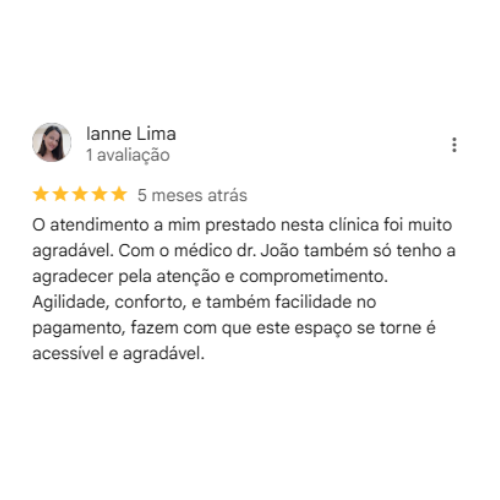 Ianne Lima
1 avaliação
5 meses atrás
O atendimento a mim prestado nesta clínica foi muito
agradável. Com o médico dr. João também só tenho a
agradecer pela atenção e comprometimento.
Agilidade, conforto, e também facilidade no
pagamento, fazem com que este espaço se torne é
acessível e agradável.